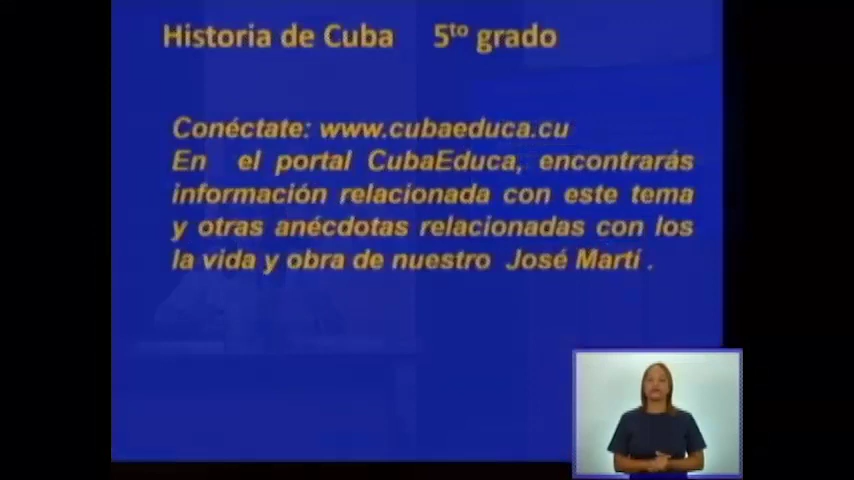 Historia de Cuba 5to grado
Conéctate: www.cubaeduca.cu
En el portal CubaEduca, encontrarás
información relacionada con este tema
y otras anécdotas relacionadas con los
la vida y obra de nuestro José Martí .